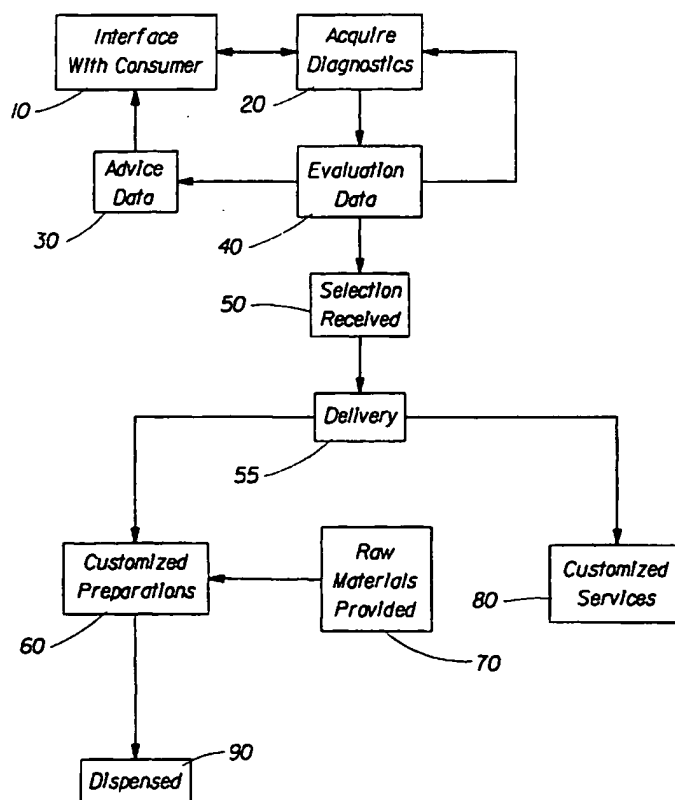 Interface
With Consumer
10
Acquire
Diagnostics
20
Advice
Data
30
Evaluation
Data
40
50
Selection
Received
Delivery
55
Customized
Preparations
60
Raw
Materials
Provided
70
80
Customized
Services
90
Dispensed